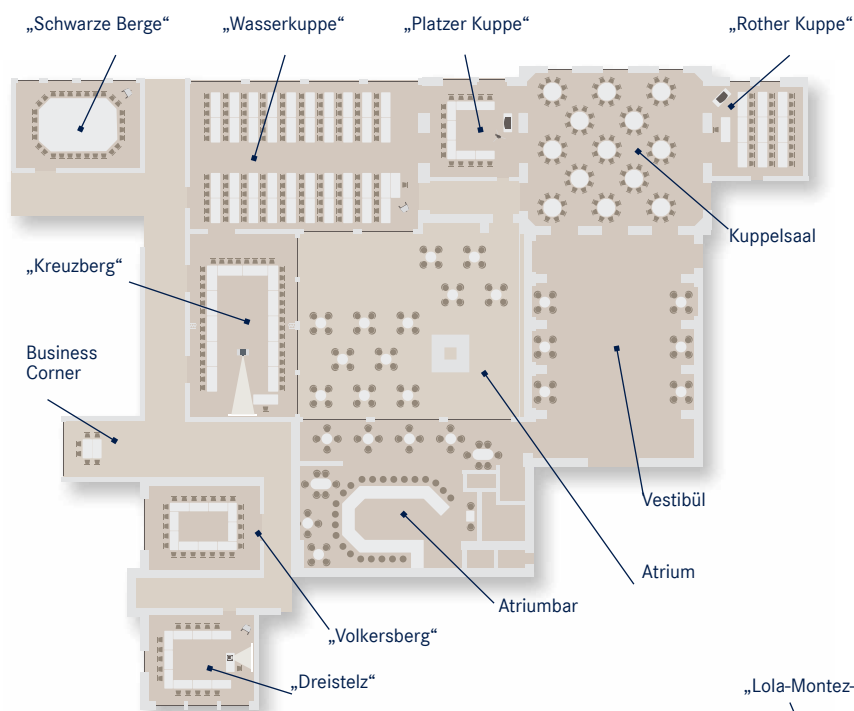 „Schwarze Berge“
„Wasserkuppe“
„Platzer Kuppe“
„Rother Kuppe“
Kuppelsaal
„Kreuzberg“
Business
Corner
Vestibül
Atrium
Atriumbar
„Volkersberg“
„Dreistelz“
„Lola-Montez-